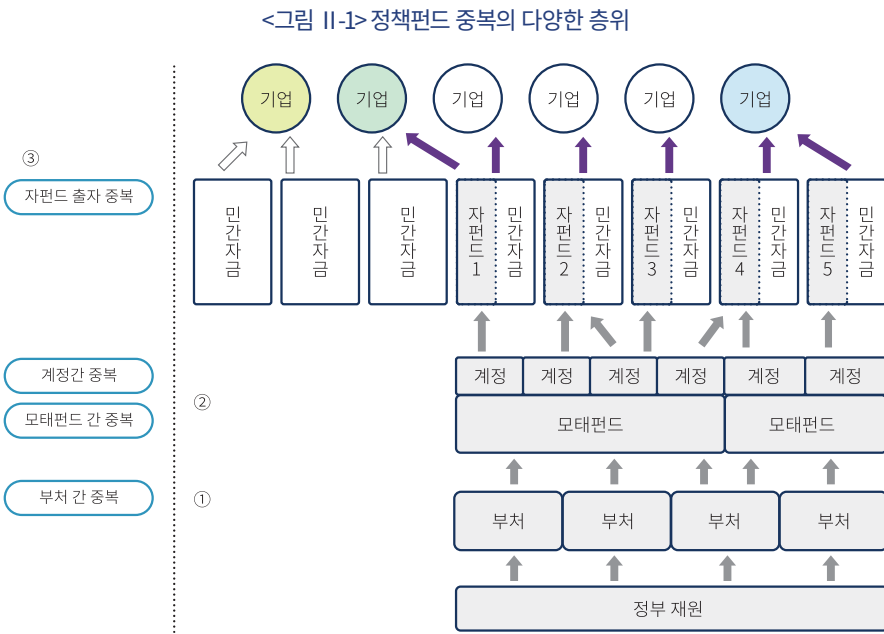 <그림 Ⅱ-1> 정책펀드 중복의 다양한 층위
기업 기업 기업 기업 기업 기업
③
자펀드 출자 중복
민간자금
민간자금
민간자금
자펀드1
민간자금
자펀드2
민간자금
자펀드3
민간자금
자펀드4
민간자금
자펀드5
민간자금
계정간 중복
계정 계정 계정 계정 계정 계정
②
모태펀드 간 중복
모태펀드 모태펀드
부처 간 중복
①
부처 부처 부처 부처
정부 재원